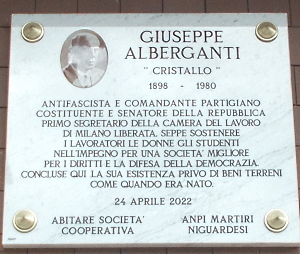 GIUSEPPE
ALBERGANTI
"CRISTALLO"
1898 - 1980
ANTIFASCISTA E COMANDANTE PARTIGIANO
COSTITUENTE E SENATORE DELLA REPUBBLICA
PRIMO SEGRETARIO DELLA CAMERA DEL LAVORO
DI MILANO LIBERATA, SEPPE SOSTENERE
I LAVORATORI LE DONNE GLI STUDENTI
NELL'IMPEGNO PER UNA SOCIETA' MIGLIORE
PER I DIRITTI E LA DIFESA DELLA DEMOCRAZIA.
CONCLUSE QUI LA SUA ESISTENZA PRIVO DI BENI TERRENI
COME QUANDO ERA NATO.
24 APRILE 2022
ABITARE SOCIETA' ANPI MARTIRI
COOPERATIVA NIGUARDESI